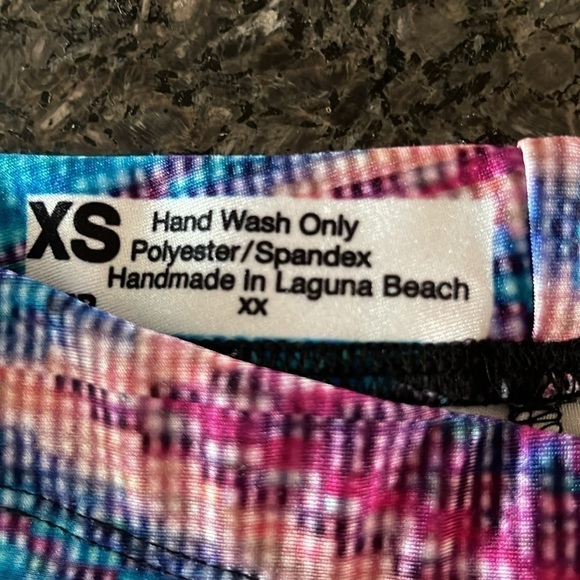 XS
Hand Wash Only
Polyester/Spandex
Handmade In Laguna Beach
XX